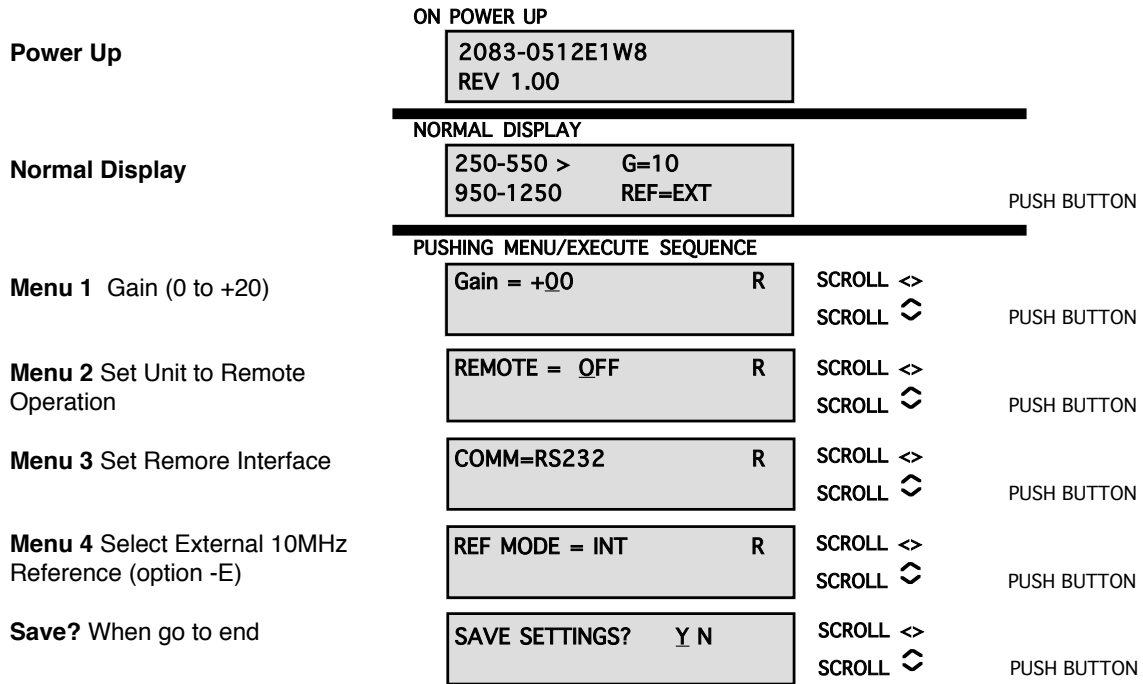 ON POWER UP
Power Up
2083-0512E1W8
REV 1.00
NORMAL DISPLAY
Normal Display
250-550 > G=10
950-1250 REF=EXT
PUSH BUTTON
PUSHING MENU/EXECUTE SEQUENCE
Menu 1 Gain (0 to +20)
Gain = +00 R
SCROLL <>
SCROLL
PUSH BUTTON
Menu 2 Set Unit to Remote
Operation
REMOTE = OFF R
SCROLL <>
SCROLL
PUSH BUTTON
Menu 3 Set Remore Interface
COMM=RS232 R
SCROLL <>
SCROLL
PUSH BUTTON
Menu 4 Select External 10MHz
Reference (option -E)
REF MODE = INT R
SCROLL <>
SCROLL
PUSH BUTTON
Save? When go to end
SAVE SETTINGS? Y N
SCROLL <>
SCROLL
PUSH BUTTON